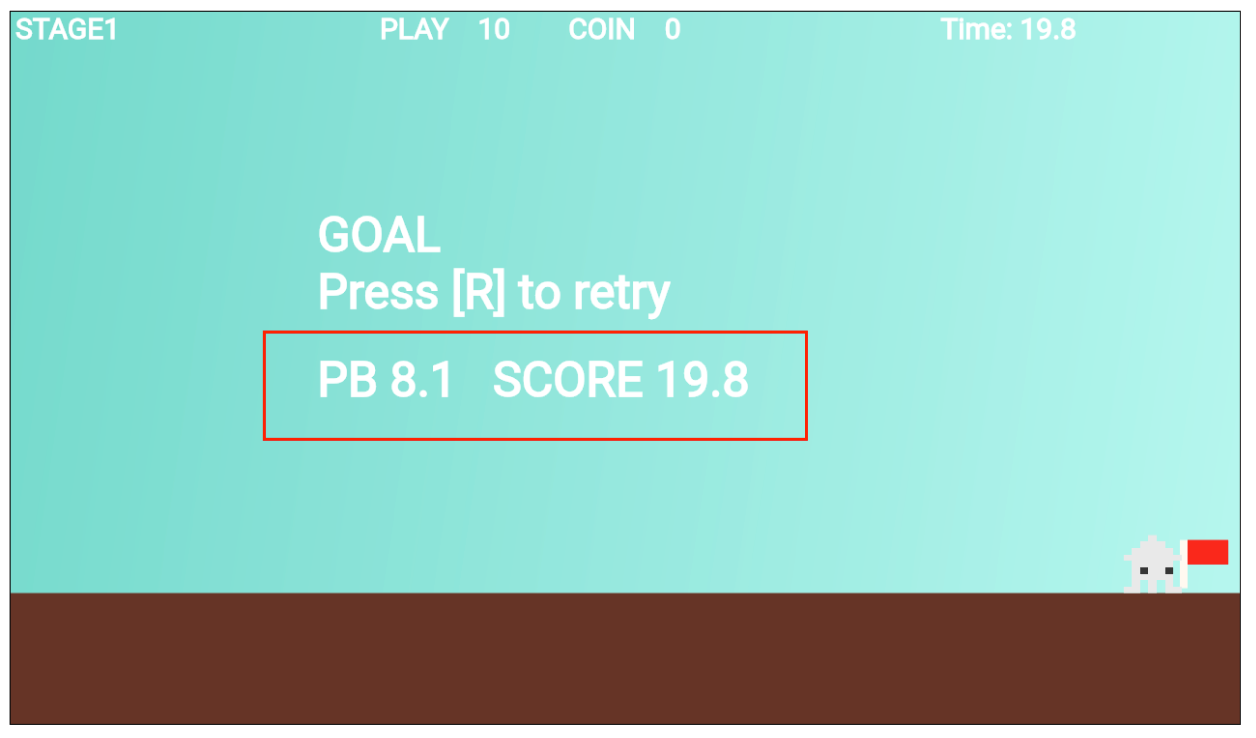 STAGE1 PLAY 10 COIN 0 Time: 19.8
GOAL
Press [R] to retry
PB 8.1 SCORE 19.8